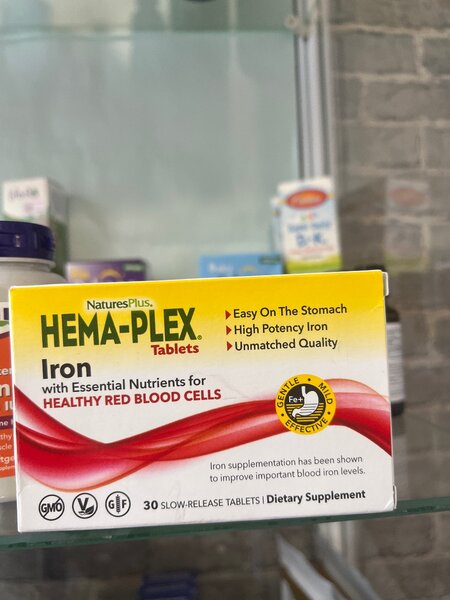 NaturesPlus.
HEMA-PLEX®
Tablets
Iron
with Essential Nutrients for
HEALTHY RED BLOOD CELLS
Easy On The Stomach
High Potency Iron
Unmatched Quality
GENTLE • MILD • EFFECTIVE
Fe+
Iron supplementation has been shown
to improve important blood iron levels.
GMO
V
GF
30 SLOW-RELEASE TABLETS | Dietary Supplement